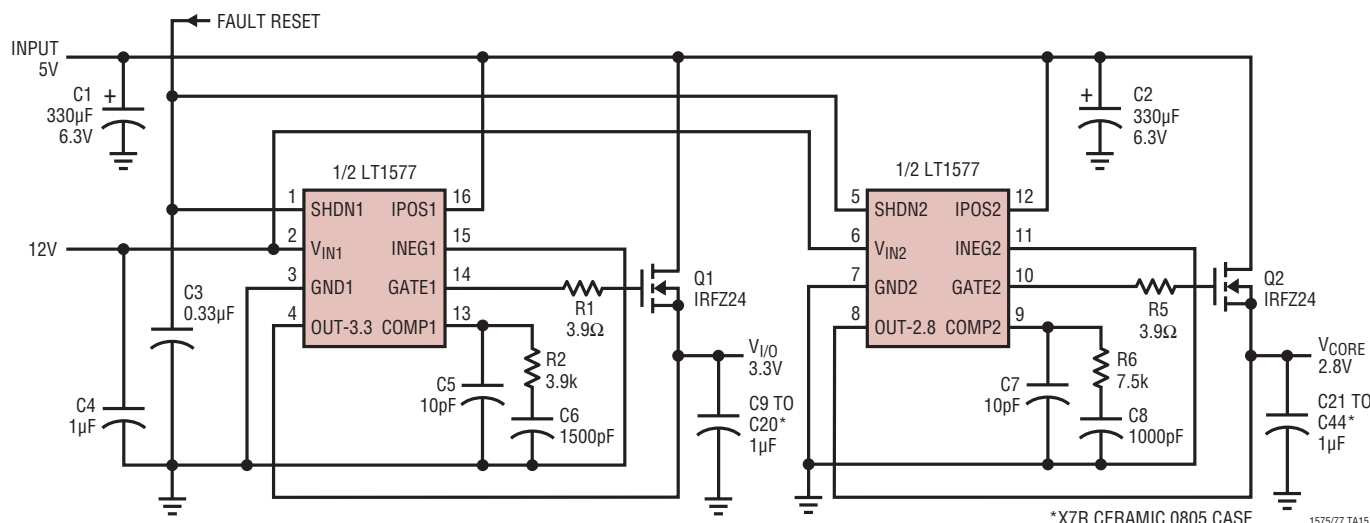 FAULT RESET
INPUT
5V
C1
330µF
6.3V
+
C2
330µF
6.3V
+
1/2 LT1577
1
SHDN1
IPOS1
16
2
VIN1
INEG1
15
3
GND1
GATE1
14
4
OUT-3.3
COMP1
13
12V
C3
0.33µF
C4
1µF
R1
3.9Ω
Q1
IRFZ24
R2
3.9k
C5
10pF
C6
1500pF
VI/O
3.3V
C9 TO
C20*
1µF
1/2 LT1577
5
SHDN2
IPOS2
12
6
VIN2
INEG2
11
7
GND2
GATE2
10
8
OUT-2.8
COMP2
9
R5
3.9Ω
Q2
IRFZ24
R6
7.5k
C7
10pF
C8
1000pF
VCORE
2.8V
C21 TO
C44*
1µF
*X7R CERAMIC 0805 CASE
1575/77 TA15